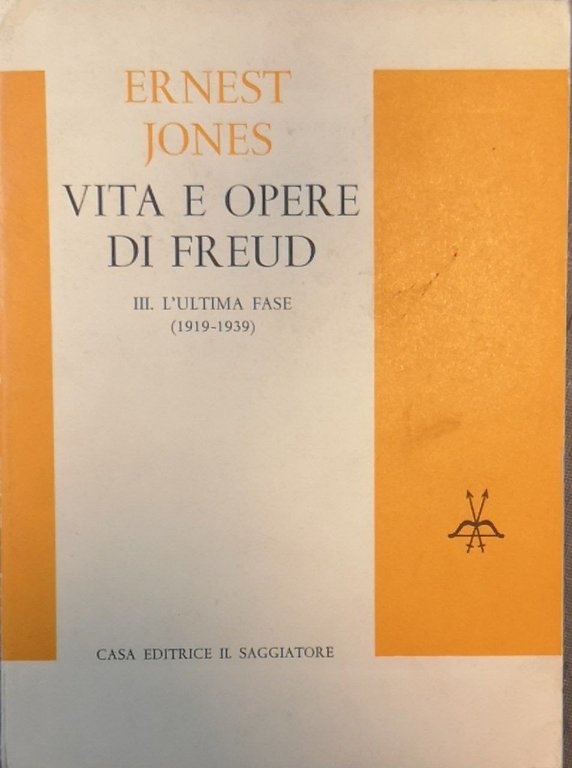 ERNEST
JONES
VITA E OPERE
DI FREUD
III. L'ULTIMA FASE
(1919-1939)
CASA EDITRICE IL SAGGIATORE